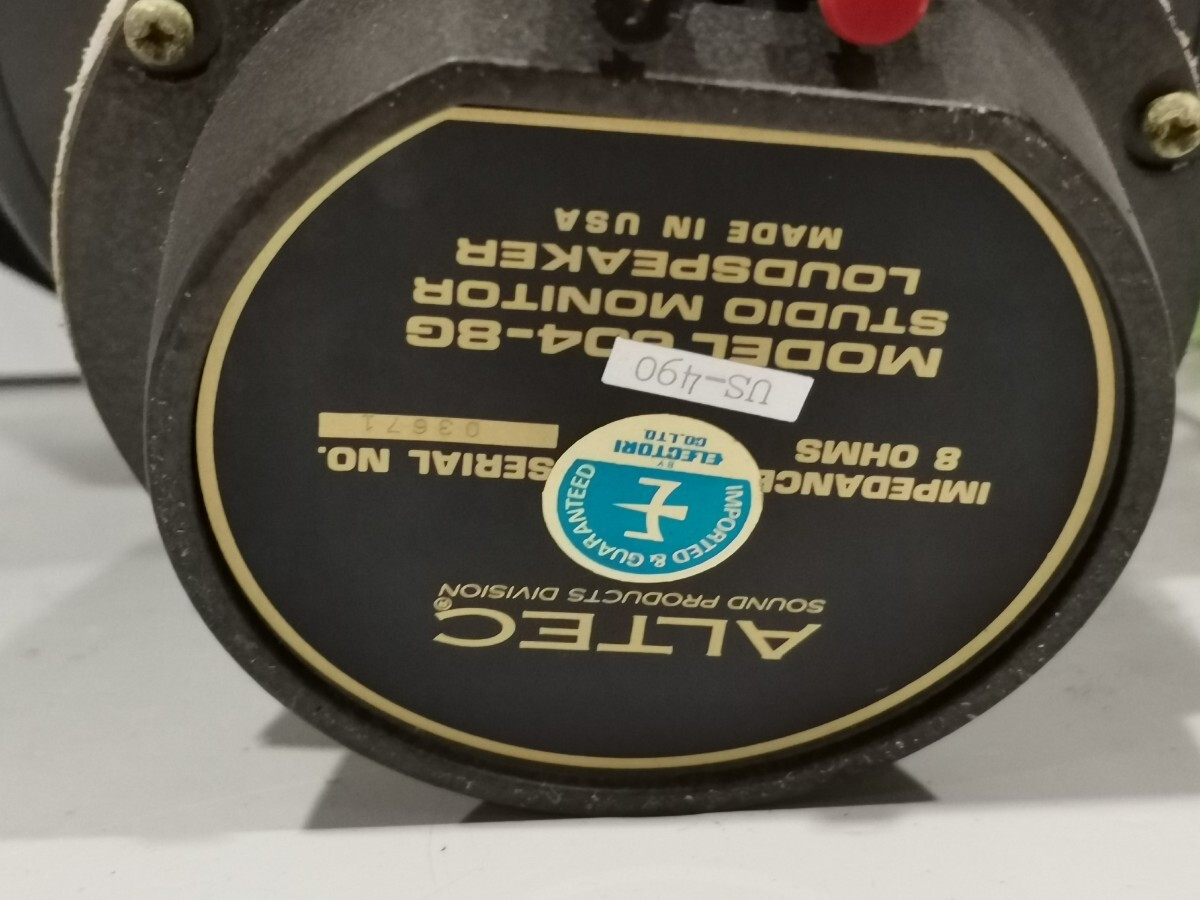 ALTEC®
SOUND PRODUCTS DIVISION
IMPORTED & GUARANTEED
BY
ELECTORI
CO.,LTD.
IMPEDANCE
8 OHMS
SERIAL NO.
03671
US-490
MODEL 604-8G
STUDIO MONITOR
LOUDSPEAKER
MADE IN USA